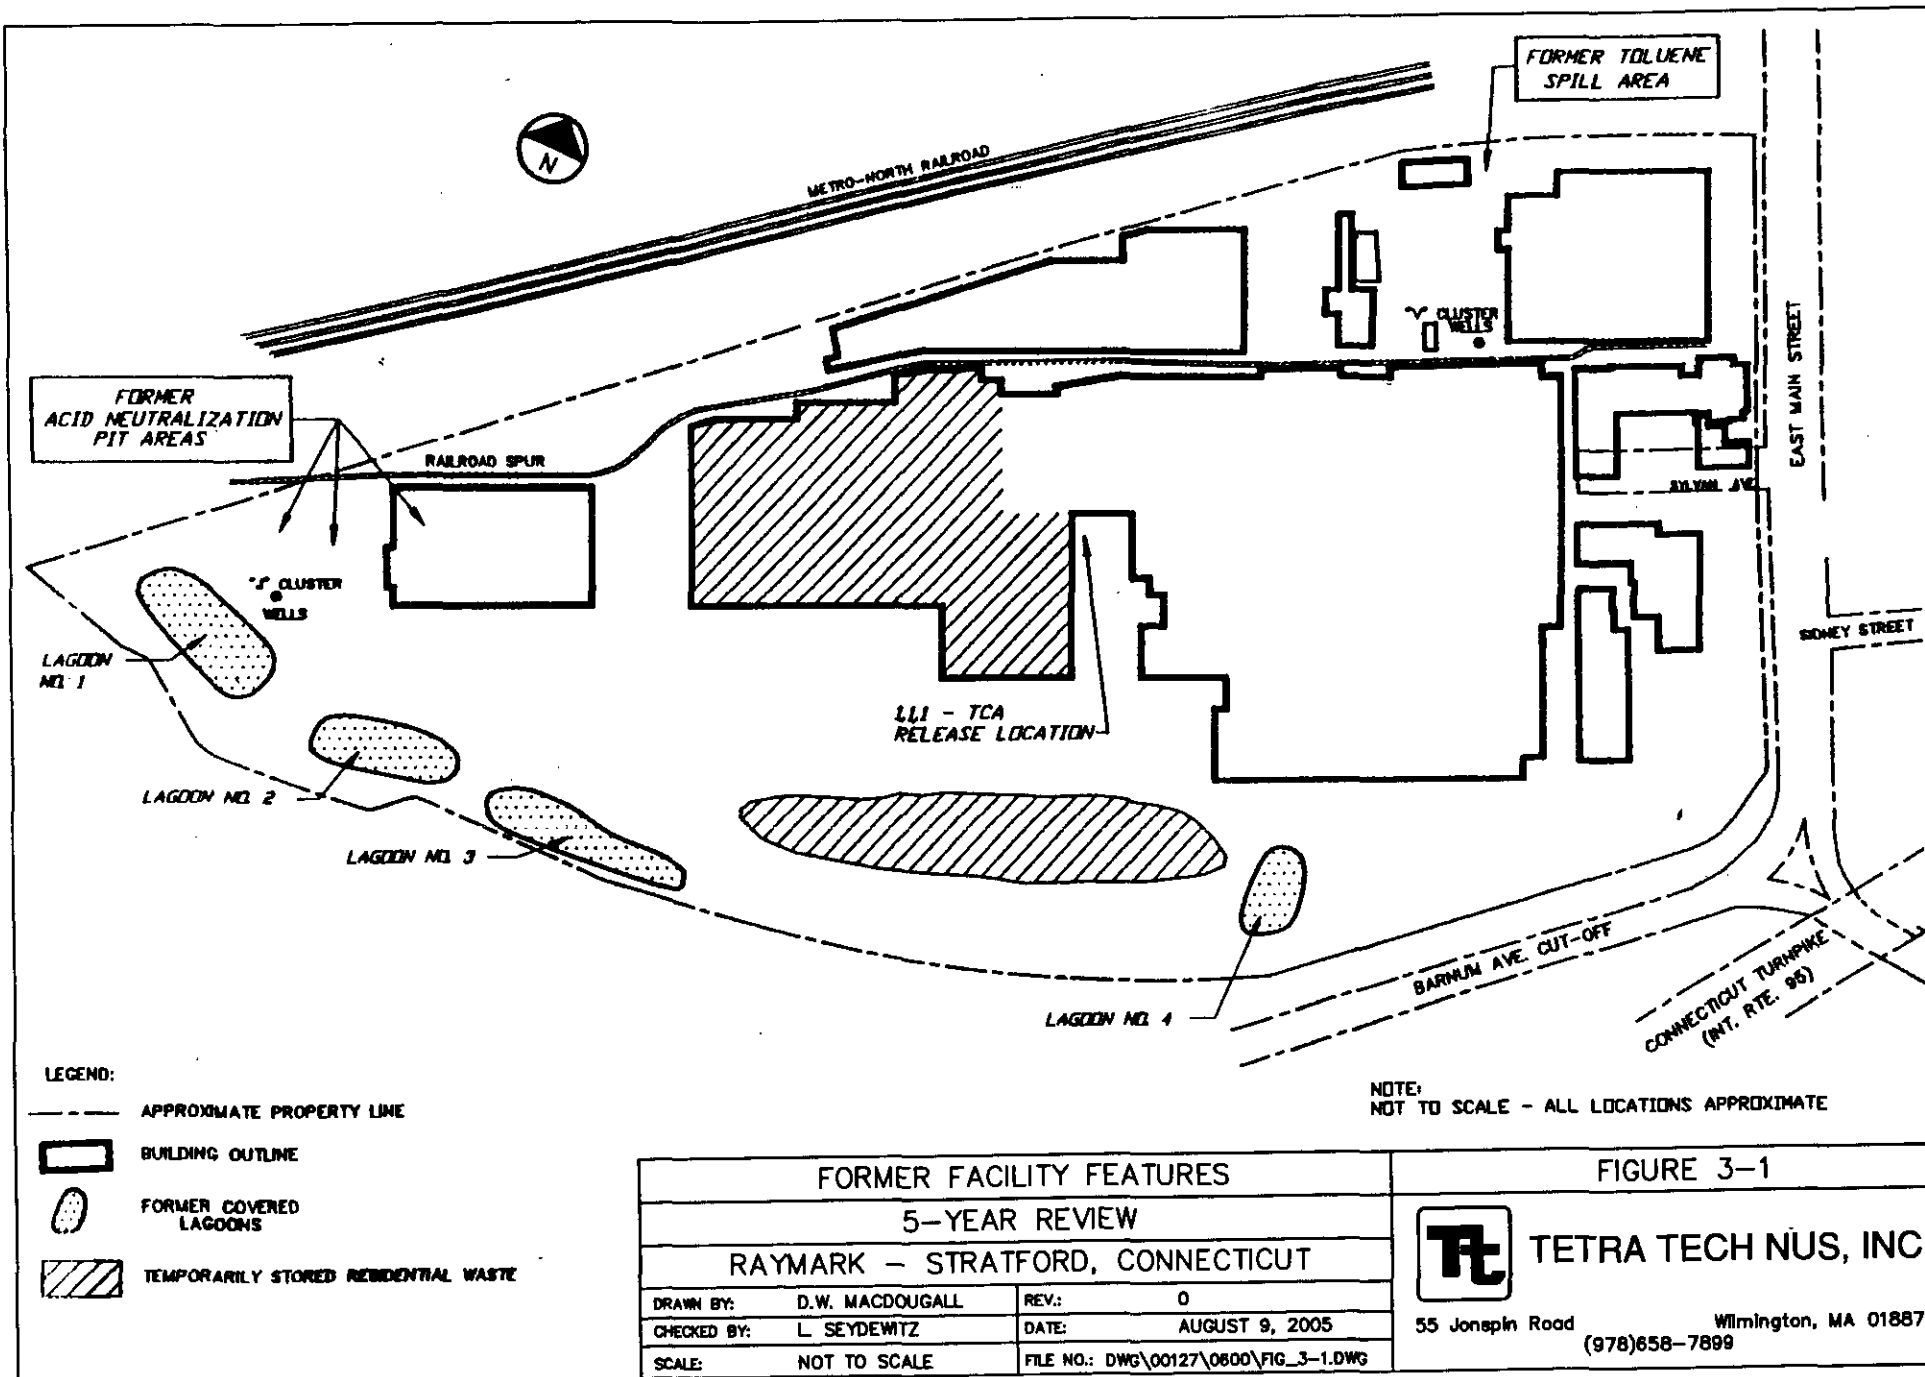 FORMER TOLUENE
SPILL AREA
N
METRO-NORTH RAILROAD
"V" CLUSTER
WELLS
EAST MAIN STREET
FORMER
ACID NEUTRALIZATION
PIT AREAS
RAILROAD SPUR
SYLVAN AVE
"J" CLUSTER
WELLS
SIDNEY STREET
LAGOON
NO. 1
1,1,1 - TCA
RELEASE LOCATION
LAGOON NO. 2
LAGOON NO. 3
LAGOON NO. 4
BARNUM AVE. CUT-OFF
CONNECTICUT TURNPIKE
(INT. RTE. 95)
LEGEND:
APPROXIMATE PROPERTY LINE
BUILDING OUTLINE
FORMER COVERED
LAGOONS
TEMPORARILY STORED RESIDENTIAL WASTE
NOTE:
NOT TO SCALE - ALL LOCATIONS APPROXIMATE
FORMER FACILITY FEATURES
5-YEAR REVIEW
RAYMARK - STRATFORD, CONNECTICUT
DRAWN BY: D.W. MACDOUGALL
REV.: 0
CHECKED BY: L. SEYDEWITZ
DATE: AUGUST 9, 2005
SCALE: NOT TO SCALE
FILE NO.: DWG\00127\0600\FIG_3-1.DWG
FIGURE 3-1
Tt
TETRA TECH NUS, INC
55 Jonspin Road Wilmington, MA 01887
(978)658-7899